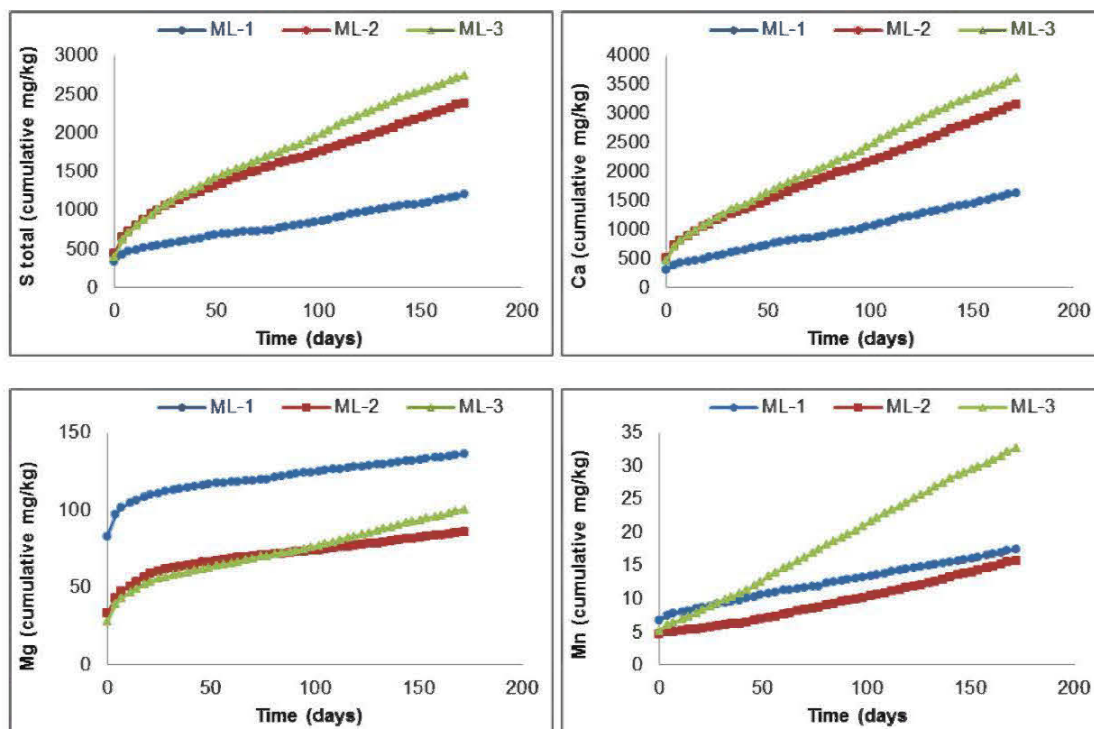 ML-1 ML-2 ML-3
S total (cumulative mg/kg)
3000
2500
2000
1500
1000
500
0
0 50 100 150 200
Time (days)
ML-1 ML-2 ML-3
Ca (cumulative mg/kg)
4000
3500
3000
2500
2000
1500
1000
500
0
0 50 100 150 200
Time (days)
ML-1 ML-2 ML-3
Mg (cumulative mg/kg)
150
100
50
0
0 50 100 150 200
Time (days)
ML-1 ML-2 ML-3
Mn (cumulative mg/kg)
35
30
25
20
15
10
5
0
0 50 100 150 200
Time (days